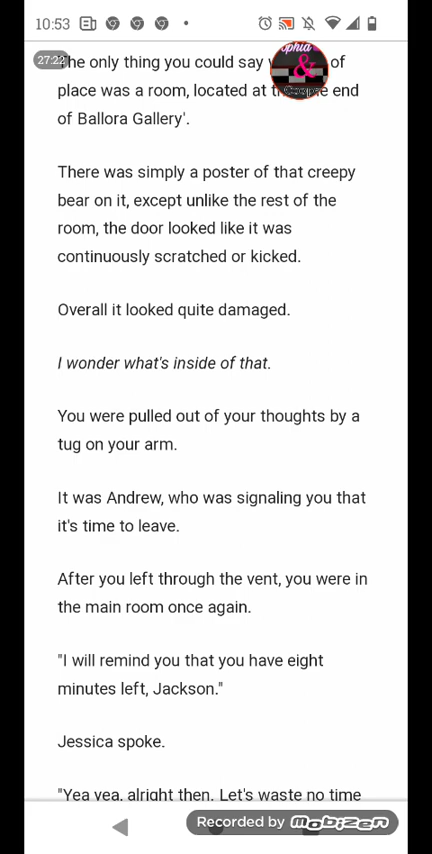 10:53
27:22
The only thing you could say of
place was a room, located at end
of Ballora Gallery'.
There was simply a poster of that creepy
bear on it, except unlike the rest of the
room, the door looked like it was
continuously scratched or kicked.
Overall it looked quite damaged.
I wonder what's inside of that.
You were pulled out of your thoughts by a
tug on your arm.
It was Andrew, who was signaling you that
it's time to leave.
After you left through the vent, you were in
the main room once again.
"I will remind you that you have eight
minutes left, Jackson."
Jessica spoke.
"Yea yea, alright then. Let's waste no time
Recorded by Mobizen